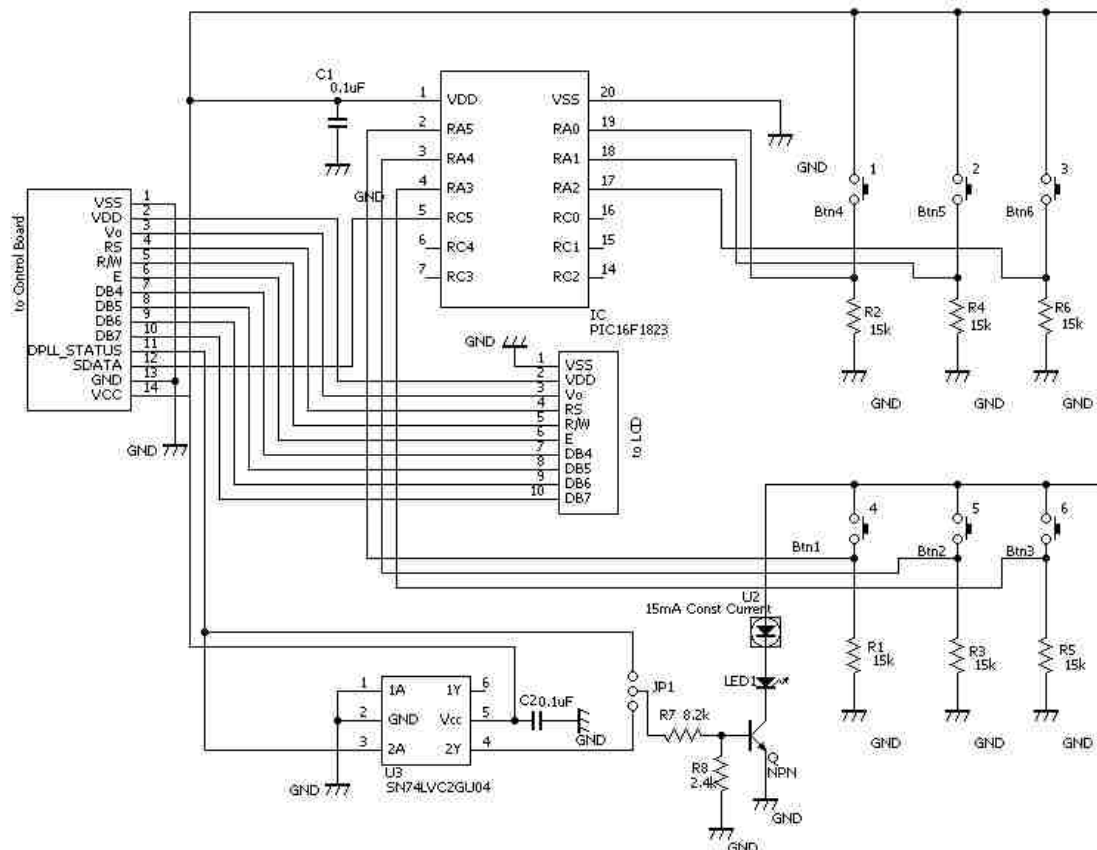 C1
0.1uF
1 VDD VSS 20
2 RA5 RA0 19
3 RA4 RA1 18
4 RA3 RA2 17
5 RC5 RC0 16
6 RC4 RC1 15
7 RC3 RC2 14
IC
PIC16F1823
GND
GND
to Control Board
VSS 1
VDD 2
Vo 3
RS 4
R/W 5
E 6
DB4 7
DB5 8
DB6 9
DB7 10
DPLL_STATUS 11
SDATA 12
GND 13
VCC 14
GND
GND
1 VSS
2 VDD
3 Vo
4 RS
5 R/W
6 E
7 DB4
8 DB5
9 DB6
10 DB7
1 2 3
Btn4 Btn5 Btn6
R2 R4 R6
15k 15k 15k
GND GND GND
4 5 6
Btn1 Btn2 Btn3
R1 R3 R5
15k 15k 15k
GND GND GND
U2
15mA Const Current
LED1
JP1
R7 8.2k
R8
2.4k
NPN
GND
GND
1 1A 1Y 6
2 GND Vcc 5
3 2A 2Y 4
U3
SN74LVC2GU04
C2 0.1uF
GND
GND